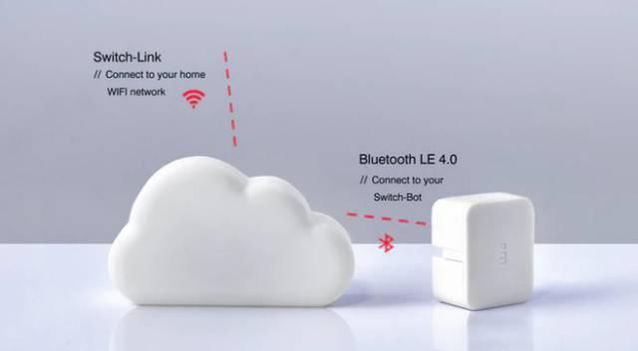 Switch-Link
// Connect to your home
WIFI network
Bluetooth LE 4.0
// Connect to your
Switch-Bot